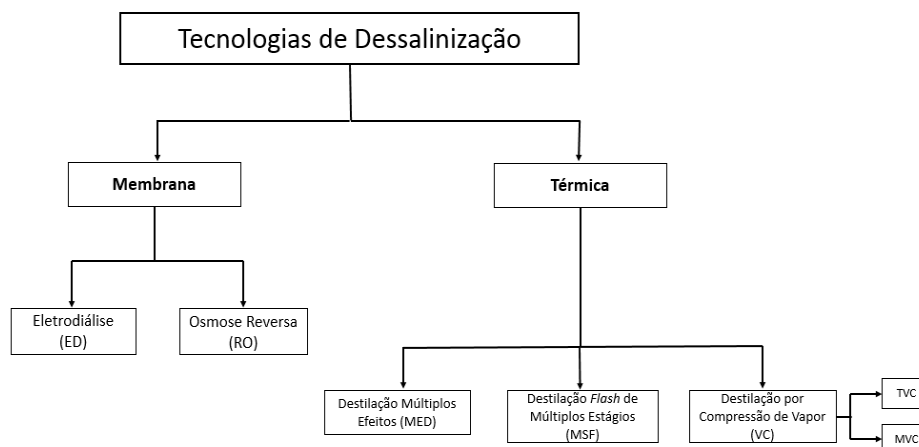 Tecnologias de Dessalinização
Membrana
Térmica
Eletrodiálise
(ED)
Osmose Reversa
(RO)
Destilação Múltiplos
Efeitos (MED)
Destilação Flash de
Múltiplos Estágios
(MSF)
Destilação por
Compressão de Vapor
(VC)
TVC
MVC